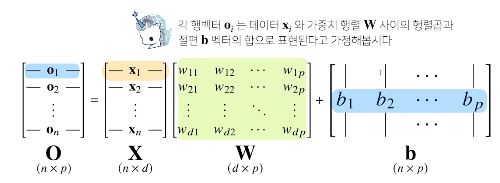 각 행벡터 oᵢ 는 데이터 xᵢ 와 가중치 행렬 W 사이의 행렬곱과
절편 b 벡터의 합으로 표현된다고 가정해봅시다
[— o₁ —] = [— x₁ —] [w₁₁ w₁₂ ⋯ w₁ₚ] + [| | ⋯ |]
[— o₂ —] [— x₂ —] [w₂₁ w₂₂ ⋯ w₂ₚ] [b₁ b₂ ⋯ bₚ]
[⋮] [⋮] [⋮ ⋮ ⋱ ⋮]
[— oₙ —] [— xₙ —] [w_d1 w_d2 ⋯ w_dp] [| | ⋯ |]
O X W b
(n × p) (n × d) (d × p) (n × p)